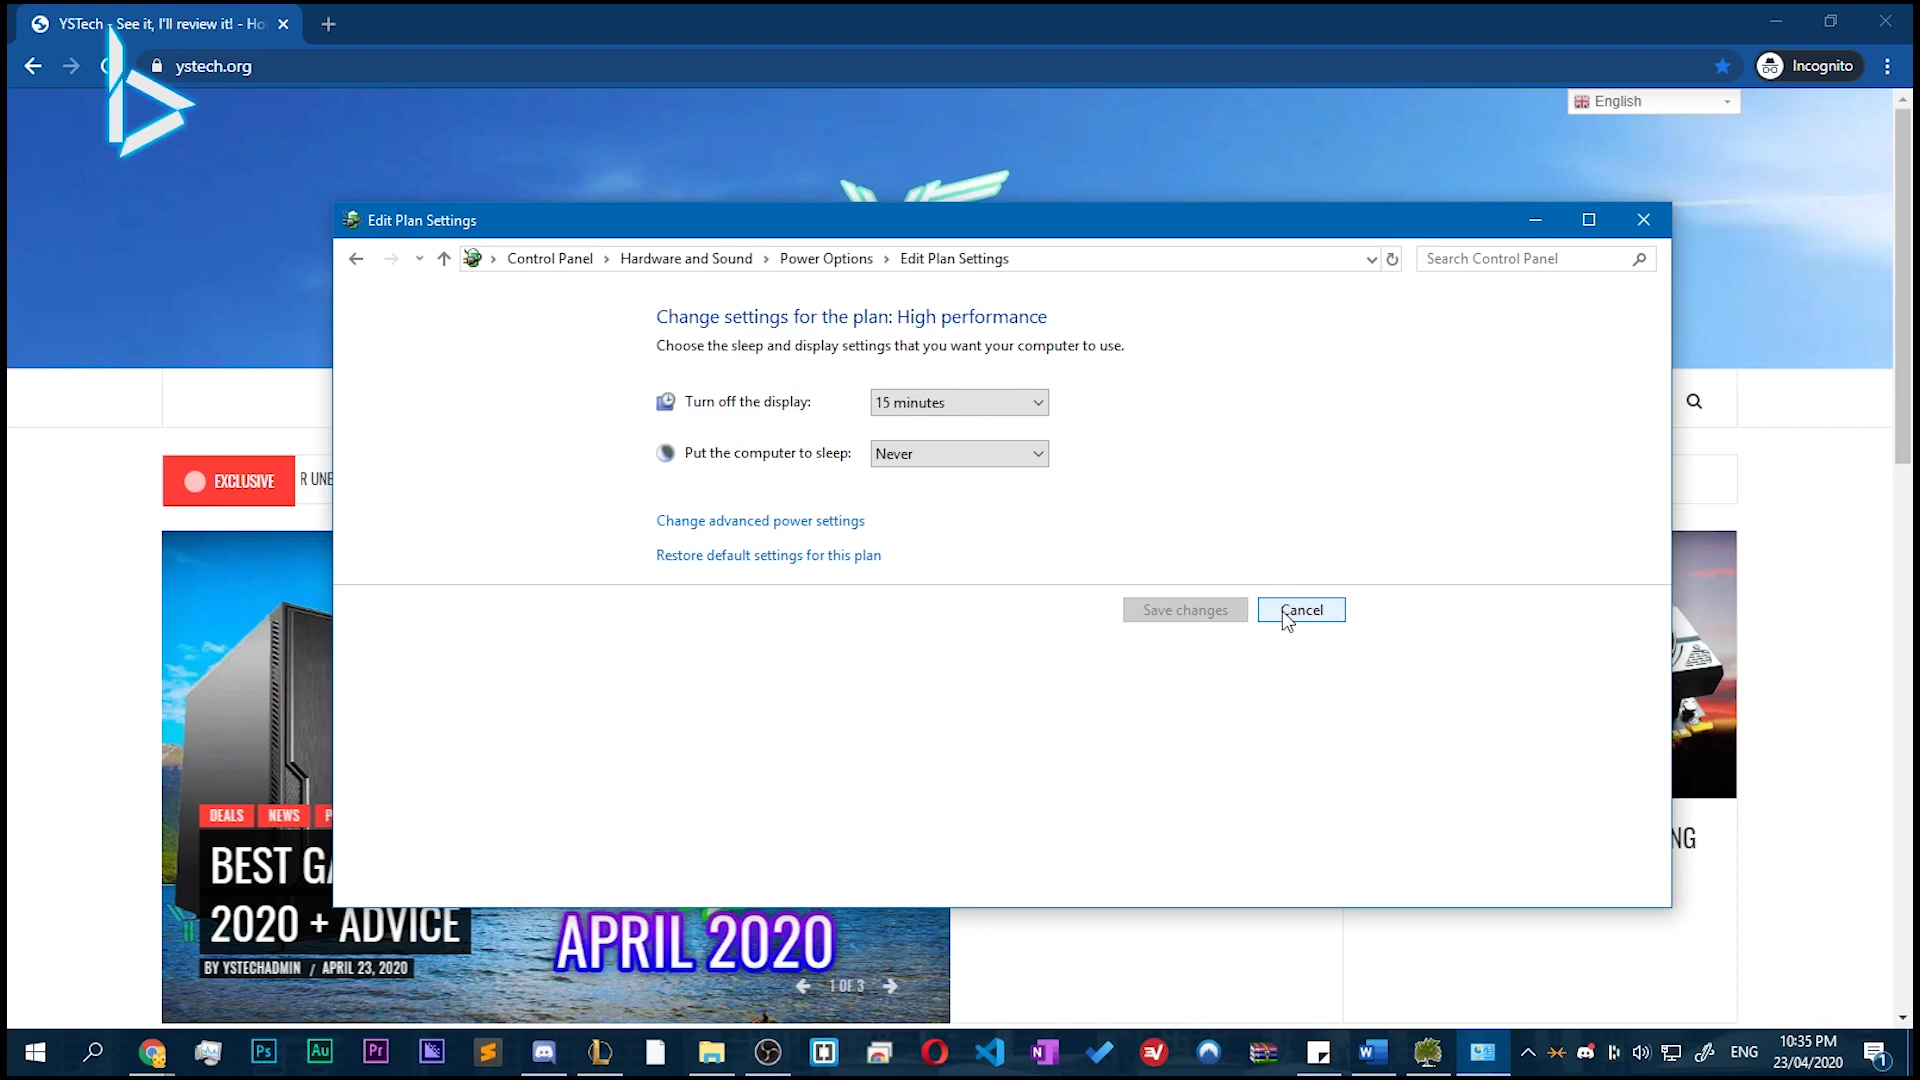 YSTech - See it, I'll review it! - Ho
ystech.org
Incognito
English
Edit Plan Settings
Control Panel > Hardware and Sound > Power Options > Edit Plan Settings
Search Control Panel
Change settings for the plan: High performance
Choose the sleep and display settings that you want your computer to use.
Turn off the display: 15 minutes
Put the computer to sleep: Never
Change advanced power settings
Restore default settings for this plan
Save changes Cancel
EXCLUSIVE R UNE
DEALS NEWS P
BEST GA
2020 + ADVICE
BY YSTECHADMIN / APRIL 23, 2020
APRIL 2020
1 OF 3
NG
Ps Au Pr
ENG
10:35 PM
23/04/2020
1